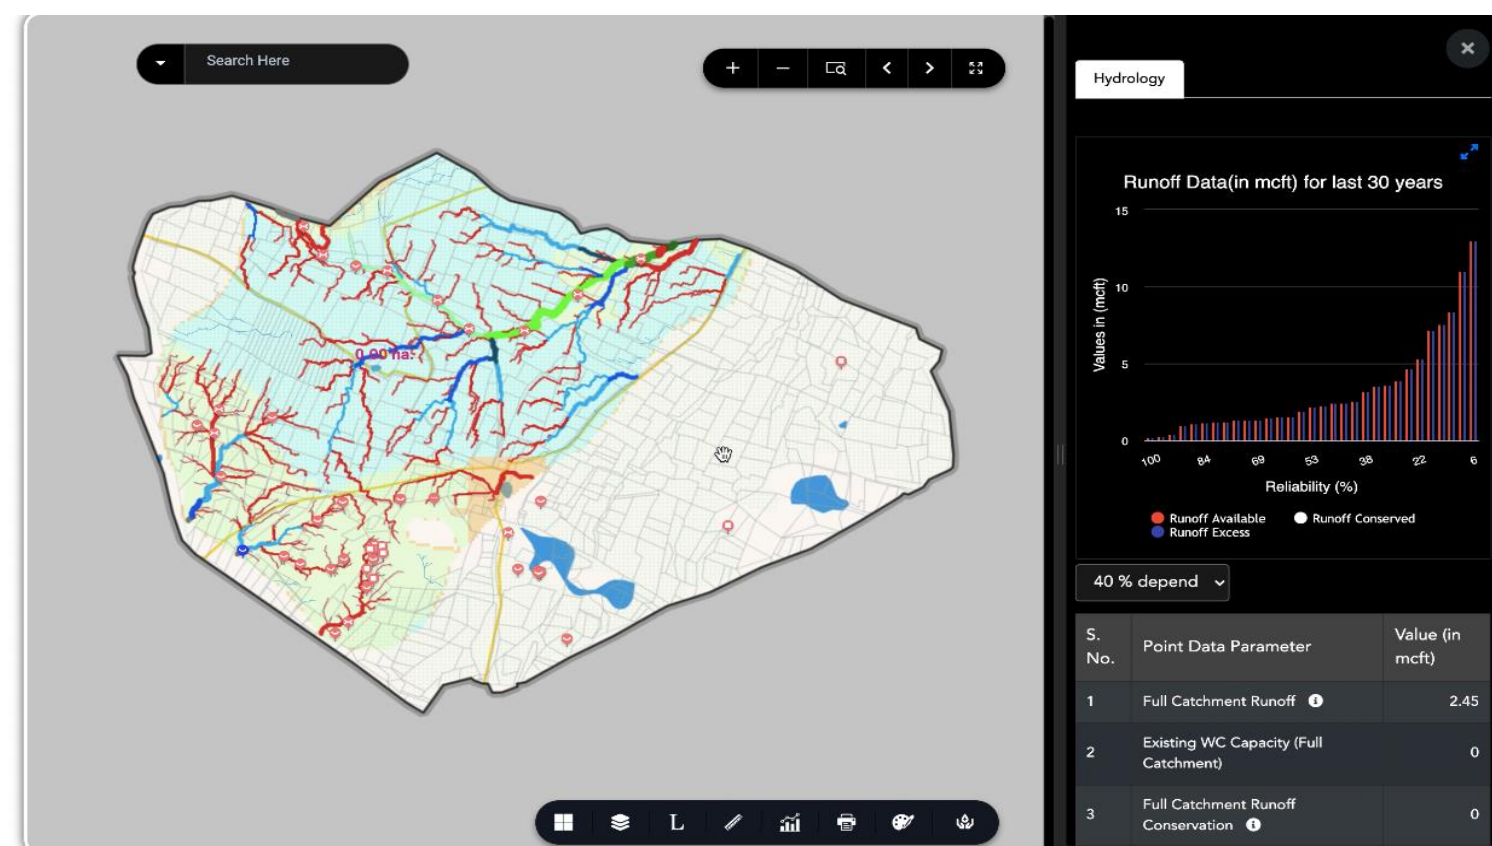 Search Here
0.00 ha.
L
Hydrology
Runoff Data(in mcft) for last 30 years
15
10
5
0
Values in (mcft)
100 84 69 53 38 22 6
Reliability (%)
Runoff Available
Runoff Conserved
Runoff Excess
40 % depend
S. No. Point Data Parameter Value (in mcft)
1 Full Catchment Runoff 2.45
2 Existing WC Capacity (Full Catchment) 0
3 Full Catchment Runoff Conservation 0